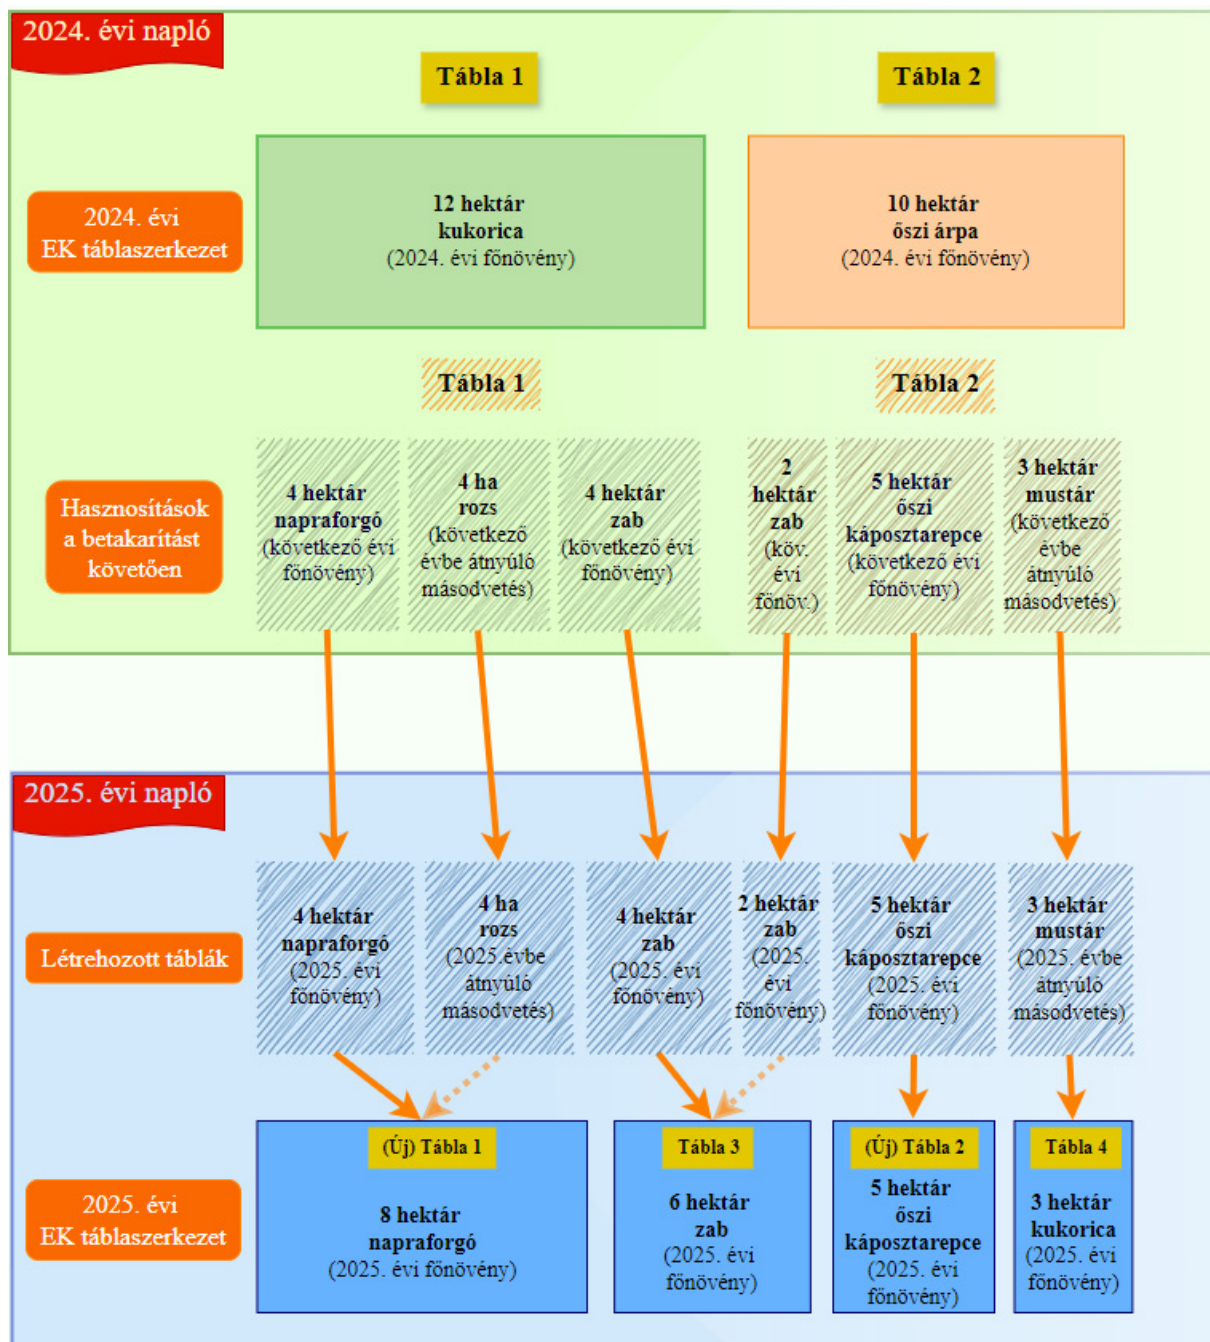 2024. évi napló
Tábla 1
Tábla 2
2024. évi
EK táblaszerkezet
12 hektár
kukorica
(2024. évi főnövény)
10 hektár
őszi árpa
(2024. évi főnövény)
Tábla 1
Tábla 2
Hasznosítások
a betakarítást
követően
4 hektár
napraforgó
(következő évi
főnövény)
4 ha
rozs
(következő
évbe átnyúló
másodvetés)
4 hektár
zab
(következő évi
főnövény)
2
hektár
zab
(köv.
évi
főnöv.)
5 hektár
őszi
káposztarepce
(következő évi
főnövény)
3 hektár
mustár
(következő
évbe
átnyúló
másodvetés)
2025. évi napló
Létrehozott táblák
4 hektár
napraforgó
(2025. évi
főnövény)
4 ha
rozs
(2025.évbe
átnyúló
másodvetés)
4 hektár
zab
(2025. évi
főnövény)
2 hektár
zab
(2025.
évi
főnövény)
5 hektár
őszi
káposztarepce
(2025. évi
főnövény)
3 hektár
mustár
(2025. évbe
átnyúló
másodvetés)
2025. évi
EK táblaszerkezet
(Új) Tábla 1
8 hektár
napraforgó
(2025. évi főnövény)
Tábla 3
6 hektár
zab
(2025. évi
főnövény)
(Új) Tábla 2
5 hektár
őszi
káposztarepce
(2025. évi
főnövény)
Tábla 4
3 hektár
kukorica
(2025. évi
főnövény)